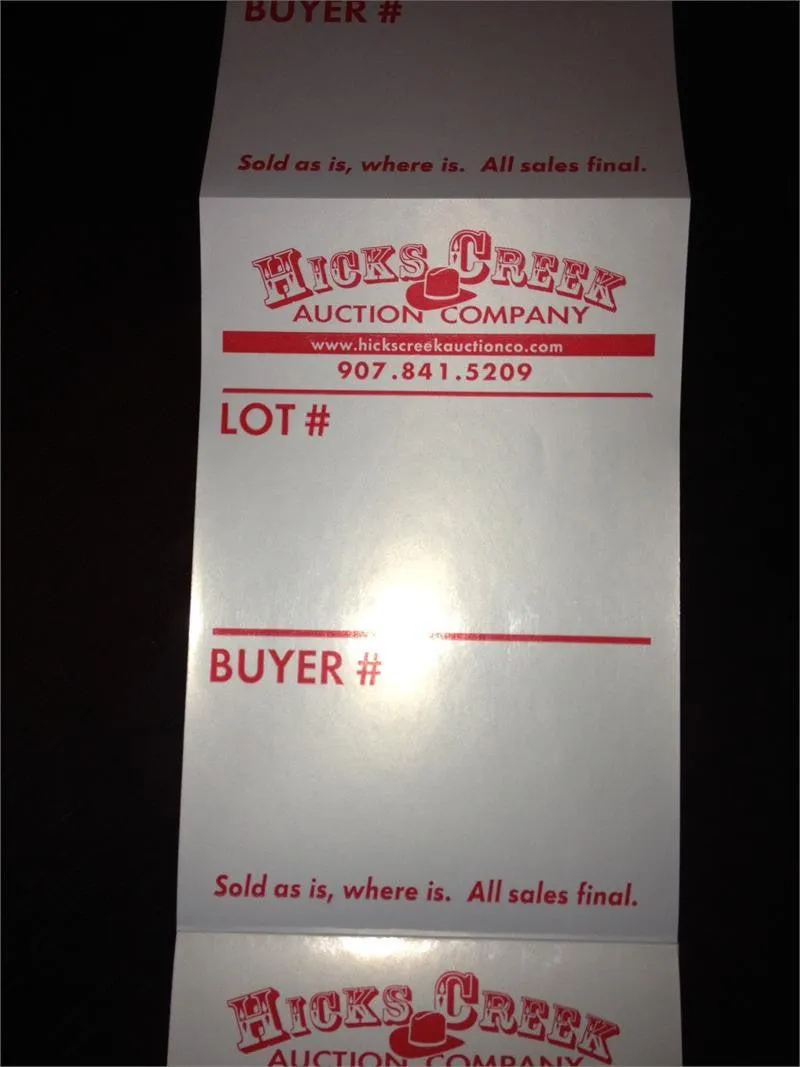 BUYER #
Sold as is, where is. All sales final.
HICKS CREEK
AUCTION COMPANY
www.hickscreekauctionco.com
907.841.5209
LOT #
BUYER #
Sold as is, where is. All sales final.
HICKS CREEK
AUCTION COMPANY